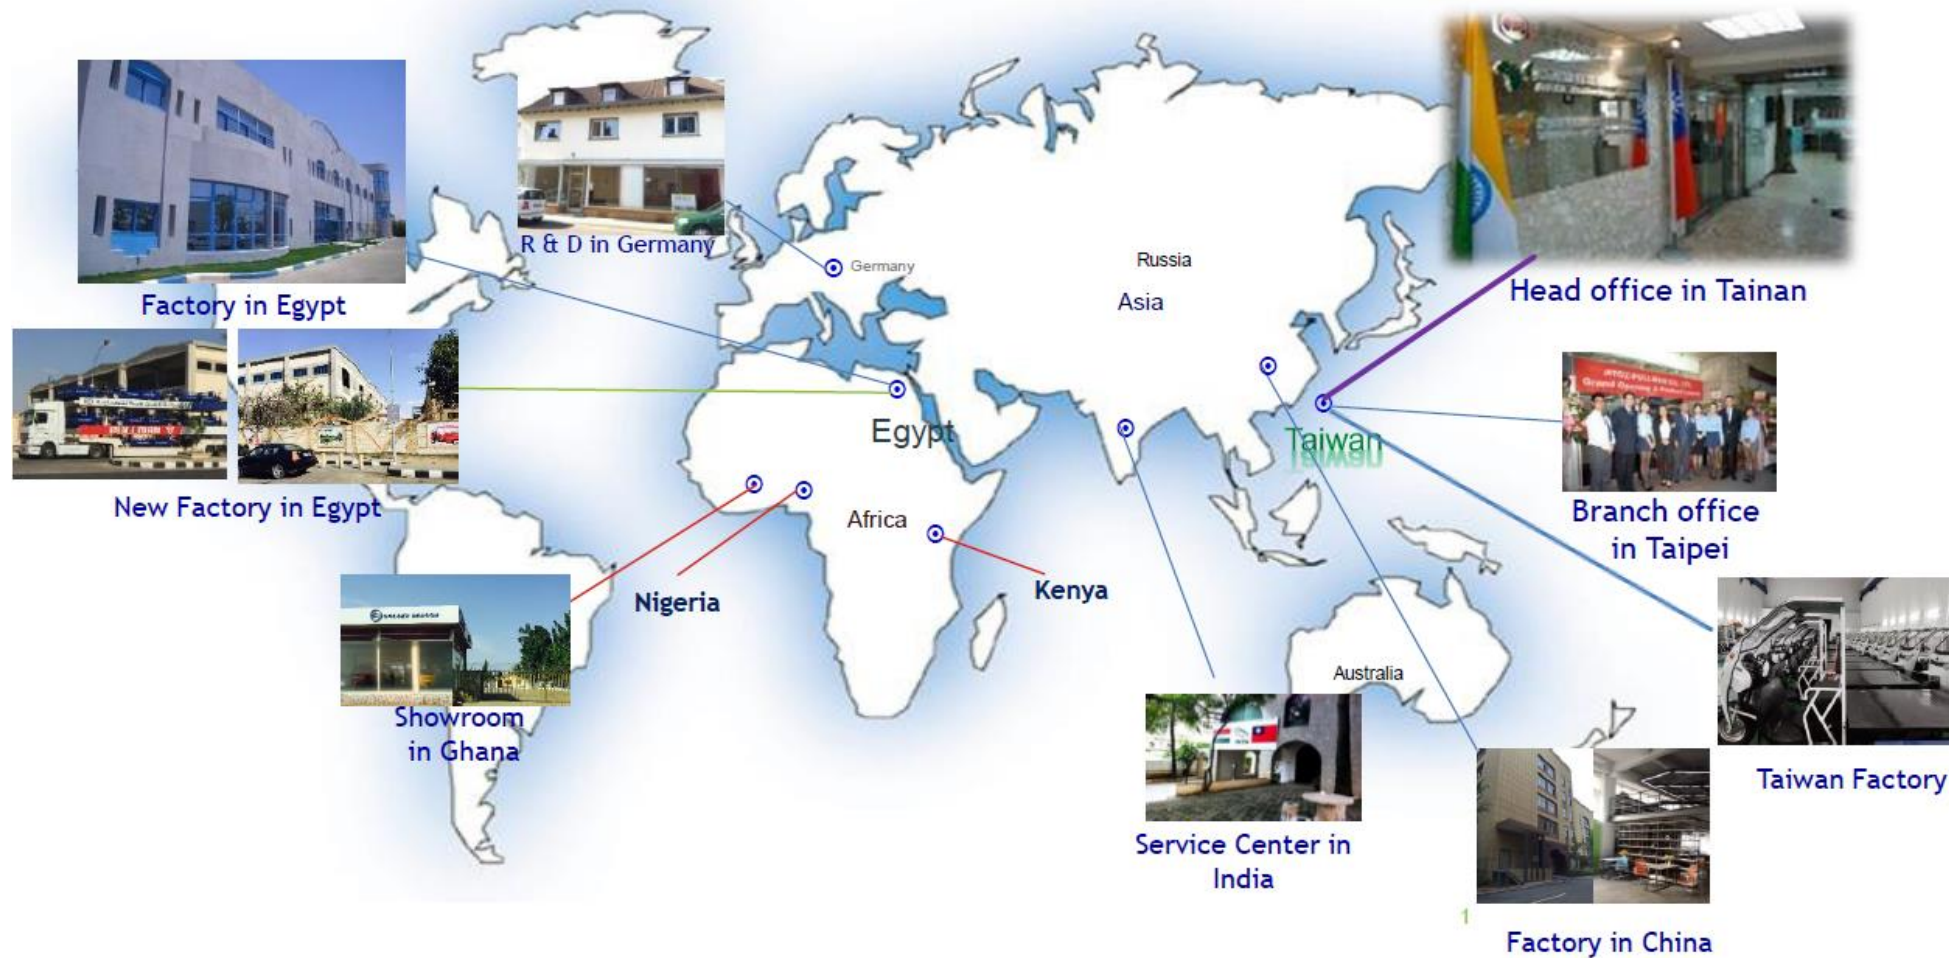 R & D in Germany
Germany
Russia
Asia
Head office in Tainan
Factory in Egypt
Egypt
Taiwan
New Factory in Egypt
Branch office
in Taipei
Africa
Nigeria
Kenya
Australia
Showroom
in Ghana
Taiwan Factory
Service Center in
India
1
Factory in China